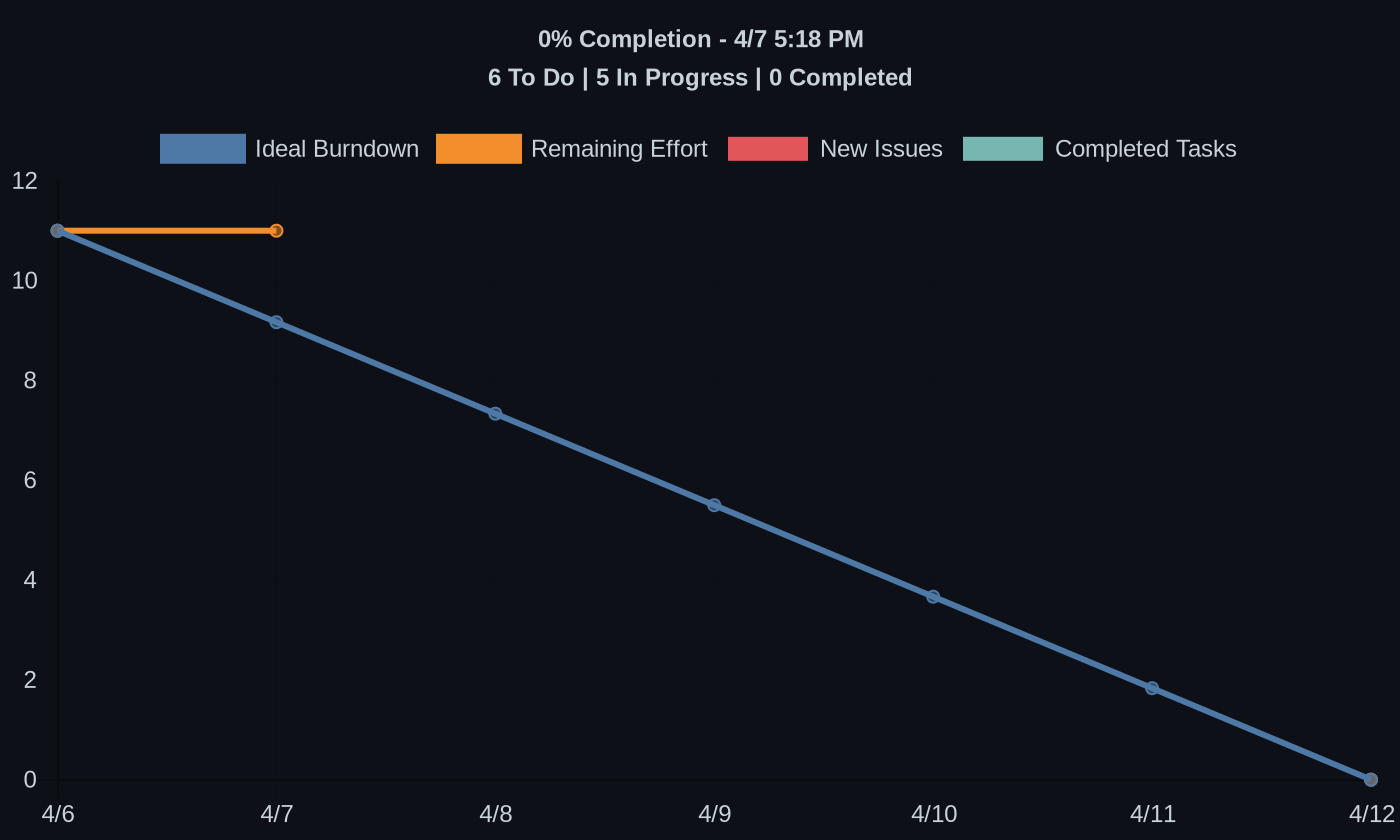 0% Completion - 4/7 5:18 PM
6 To Do | 5 In Progress | 0 Completed
Ideal Burndown Remaining Effort New Issues Completed Tasks
12
10
8
6
4
2
0
4/6 4/7 4/8 4/9 4/10 4/11 4/12